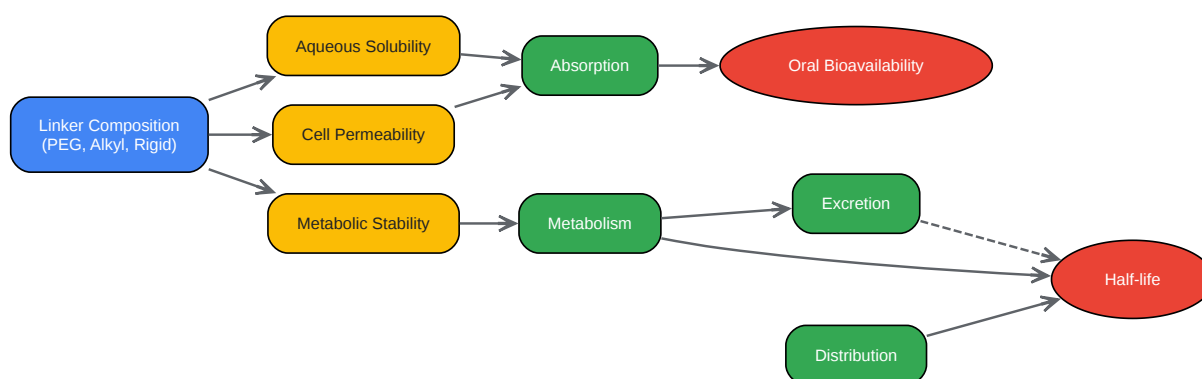 Aqueous Solubility
Absorption
Oral Bioavailability
Linker Composition
(PEG, Alkyl, Rigid)
Cell Permeability
Metabolic Stability
Metabolism
Excretion
Half-life
Distribution